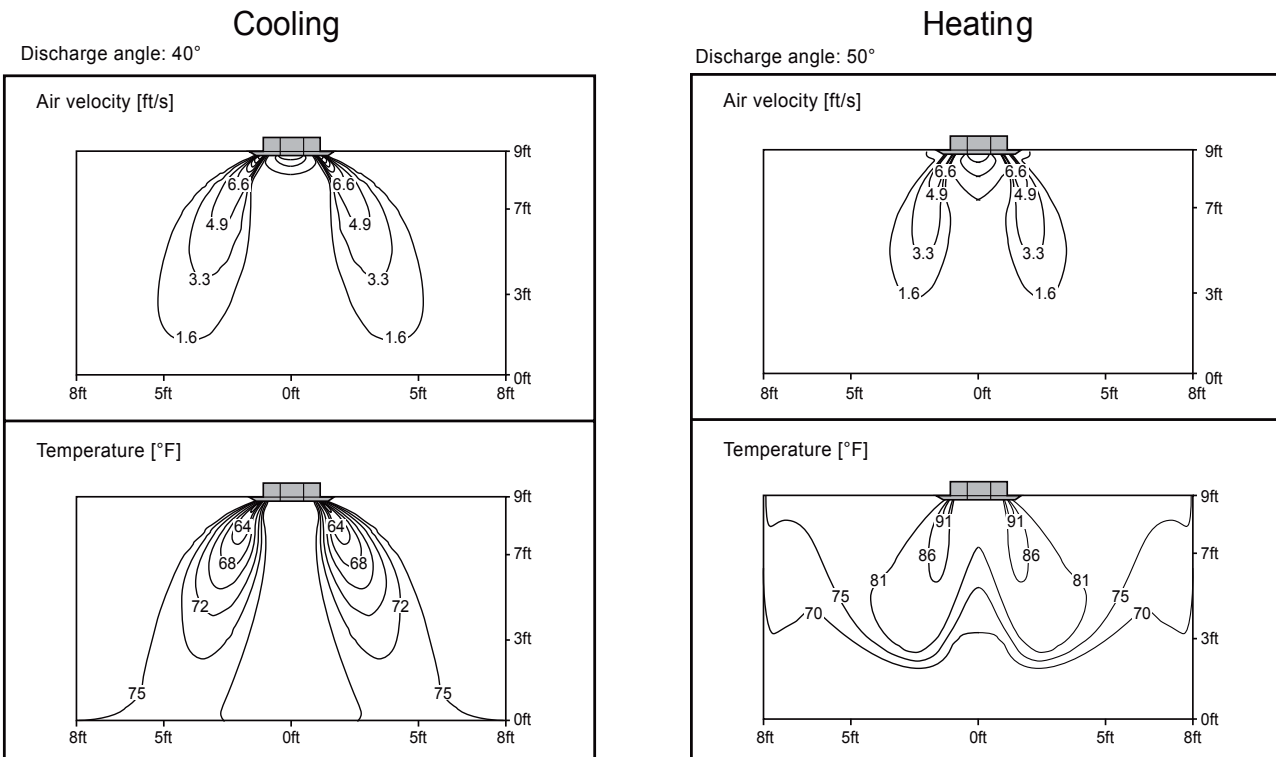 Cooling
Discharge angle: 40°
Air velocity [ft/s]
9ft
6.6 6.6
7ft
4.9 4.9
3.3 3.3
3ft
1.6 1.6
0ft
8ft 5ft 0ft 5ft 8ft
Temperature [°F]
9ft
64 64
7ft
68 68
72 72
3ft
75 75
0ft
8ft 5ft 0ft 5ft 8ft
Heating
Discharge angle: 50°
Air velocity [ft/s]
9ft
6.6 6.6
4.9 4.9
7ft
3.3 3.3
1.6 1.6
3ft
0ft
8ft 5ft 0ft 5ft 8ft
Temperature [°F]
9ft
91 91
7ft
86 86
81 81
75 75
70 70
3ft
0ft
8ft 5ft 0ft 5ft 8ft